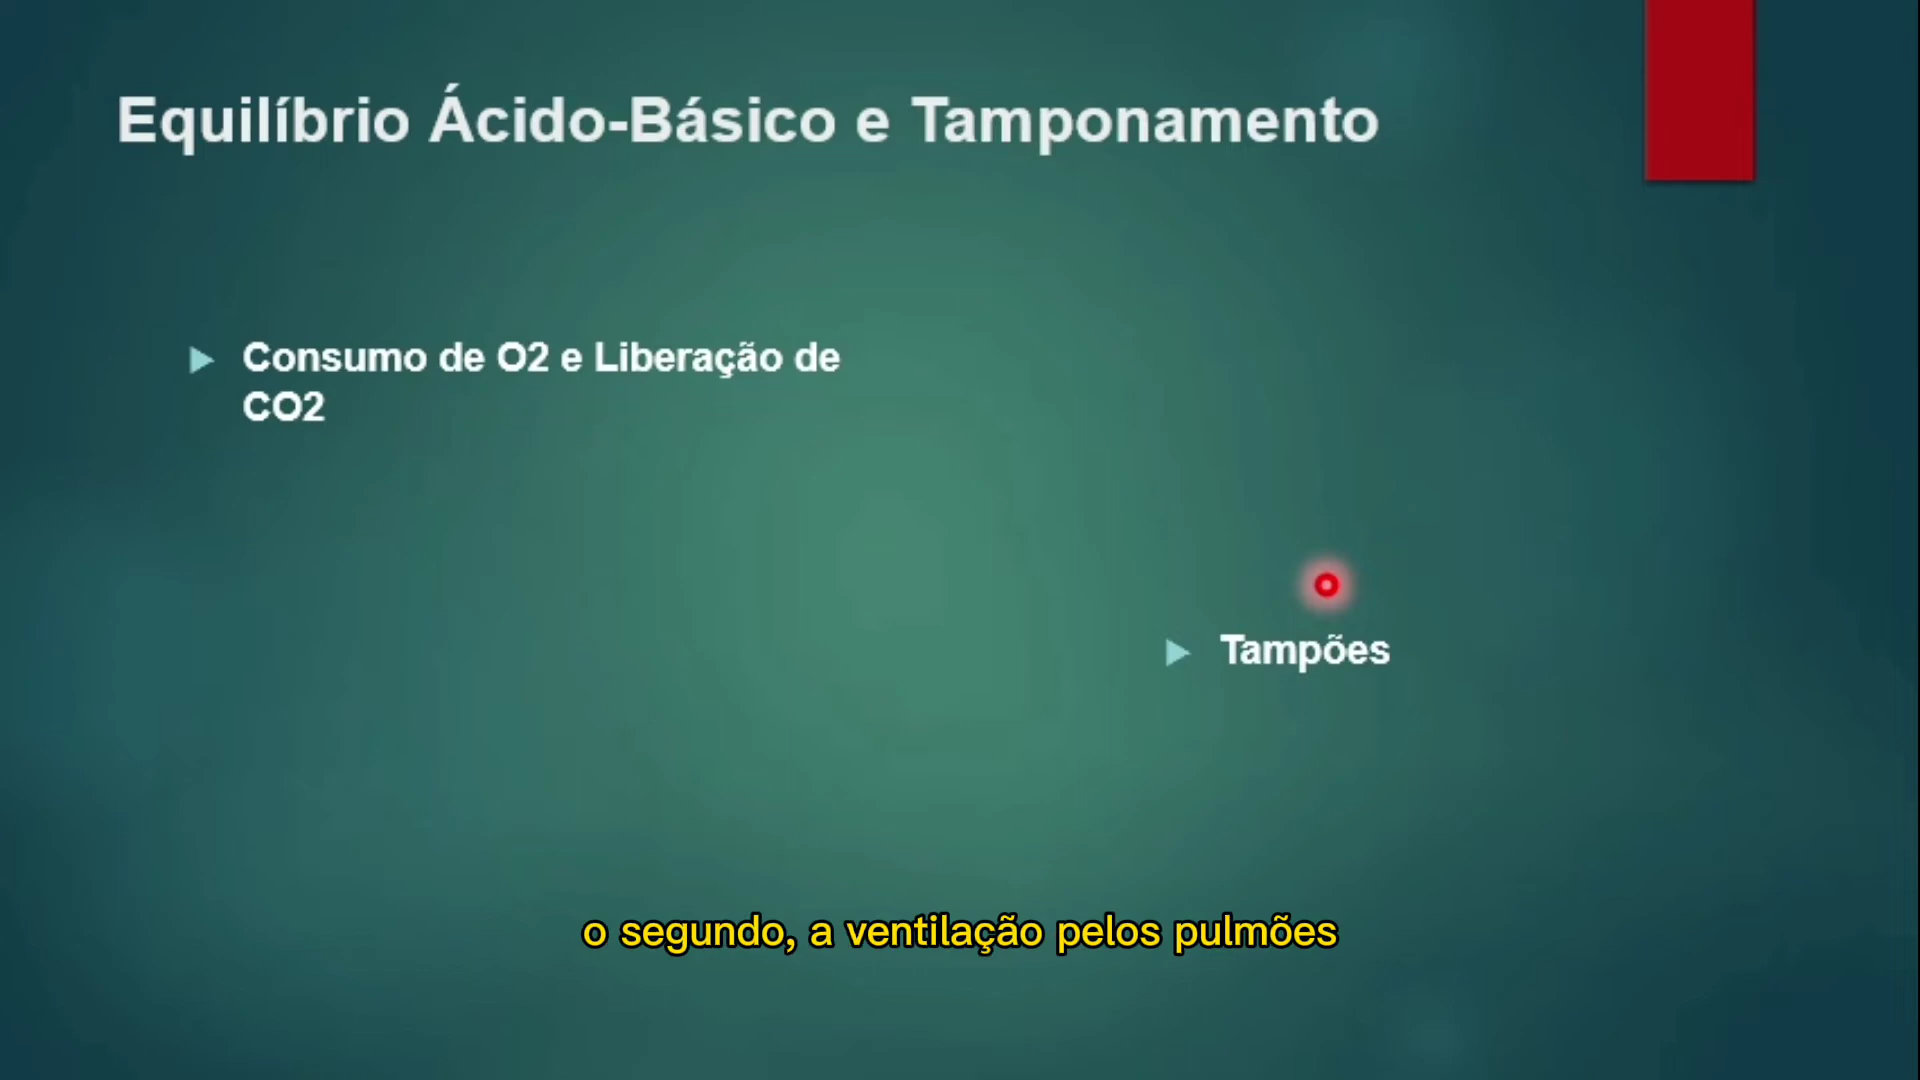 Equilíbrio Ácido-Básico e Tamponamento
Consumo de O2 e Liberação de
CO2
Tampões
o segundo, a ventilação pelos pulmões